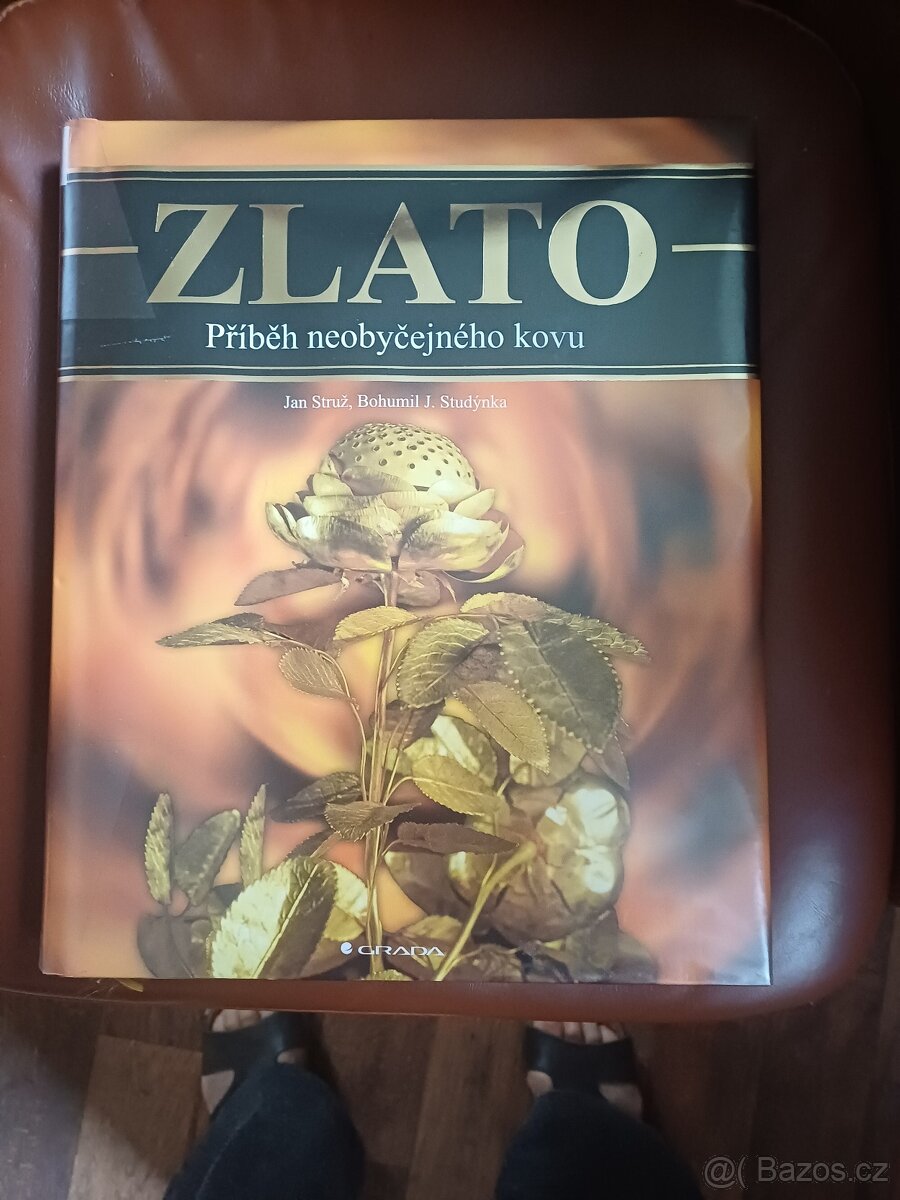 ZLATO
Příběh neobyčejného kovu
Jan Struž, Bohumil J. Studýnka
GRADA
@( Bazos.cz